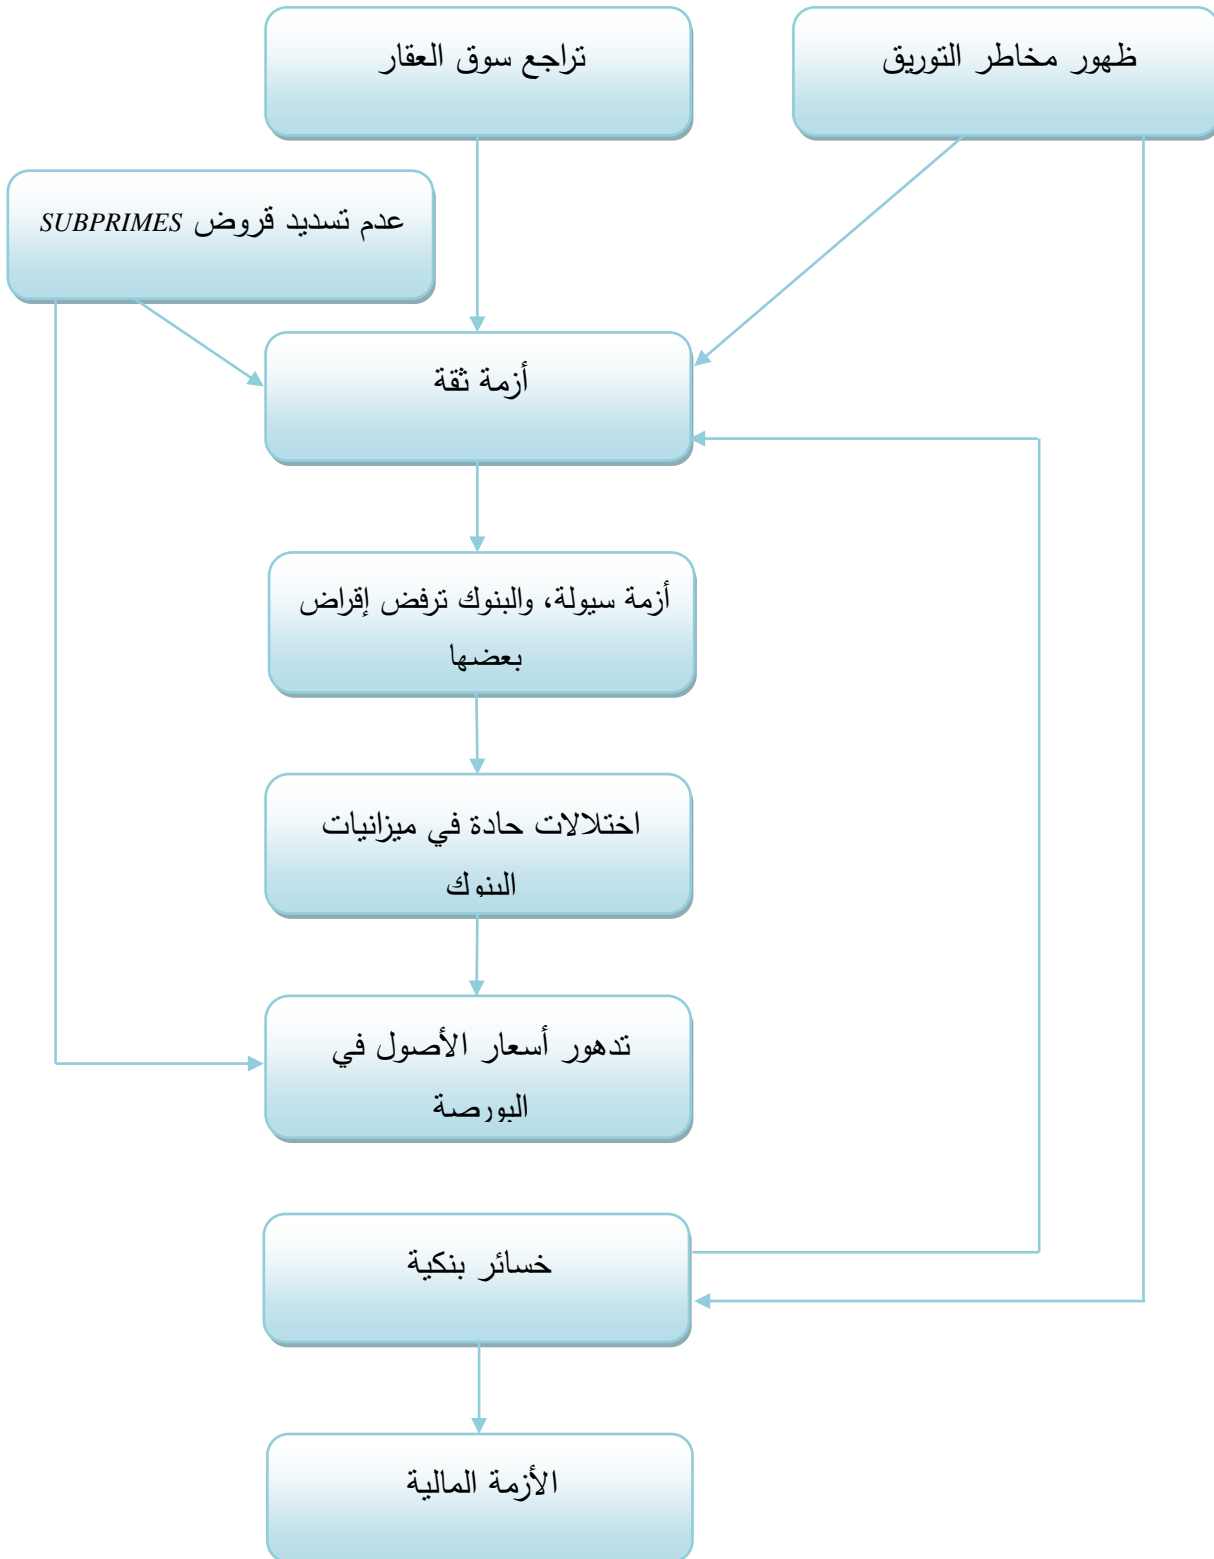 ظهور مخاطر التوريق
تراجع سوق العقار
عدم تسديد قروض SUBPRIMES
أزمة ثقة
أزمة سيولة، والبنوك ترفض إقراض
بعضها
اختلالات حادة في ميزانيات
البنوك
تدهور أسعار الأصول في
البورصة
خسائر بنكية
الأزمة المالية